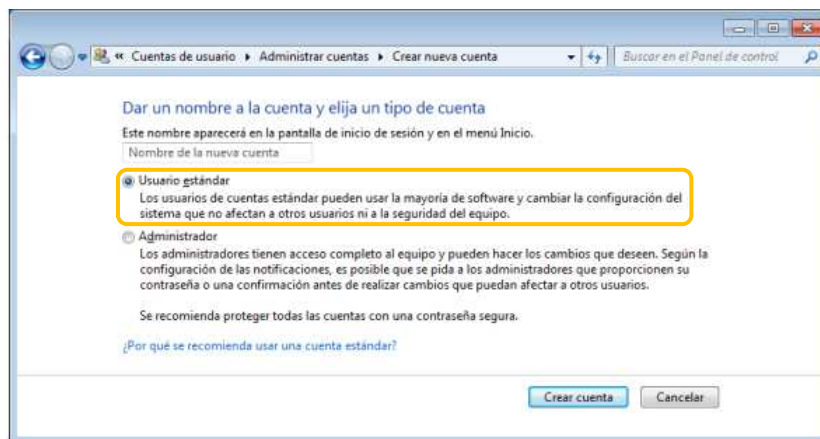 « Cuentas de usuario ▸ Administrar cuentas ▸ Crear nueva cuenta
Buscar en el Panel de control
Dar un nombre a la cuenta y elija un tipo de cuenta
Este nombre aparecerá en la pantalla de inicio de sesión y en el menú Inicio.
Nombre de la nueva cuenta
Usuario estándar
Los usuarios de cuentas estándar pueden usar la mayoría de software y cambiar la configuración del
sistema que no afectan a otros usuarios ni a la seguridad del equipo.
Administrador
Los administradores tienen acceso completo al equipo y pueden hacer los cambios que deseen. Según la
configuración de las notificaciones, es posible que se pida a los administradores que proporcionen su
contraseña o una confirmación antes de realizar cambios que puedan afectar a otros usuarios.
Se recomienda proteger todas las cuentas con una contraseña segura.
¿Por qué se recomienda usar una cuenta estándar?
Crear cuenta
Cancelar